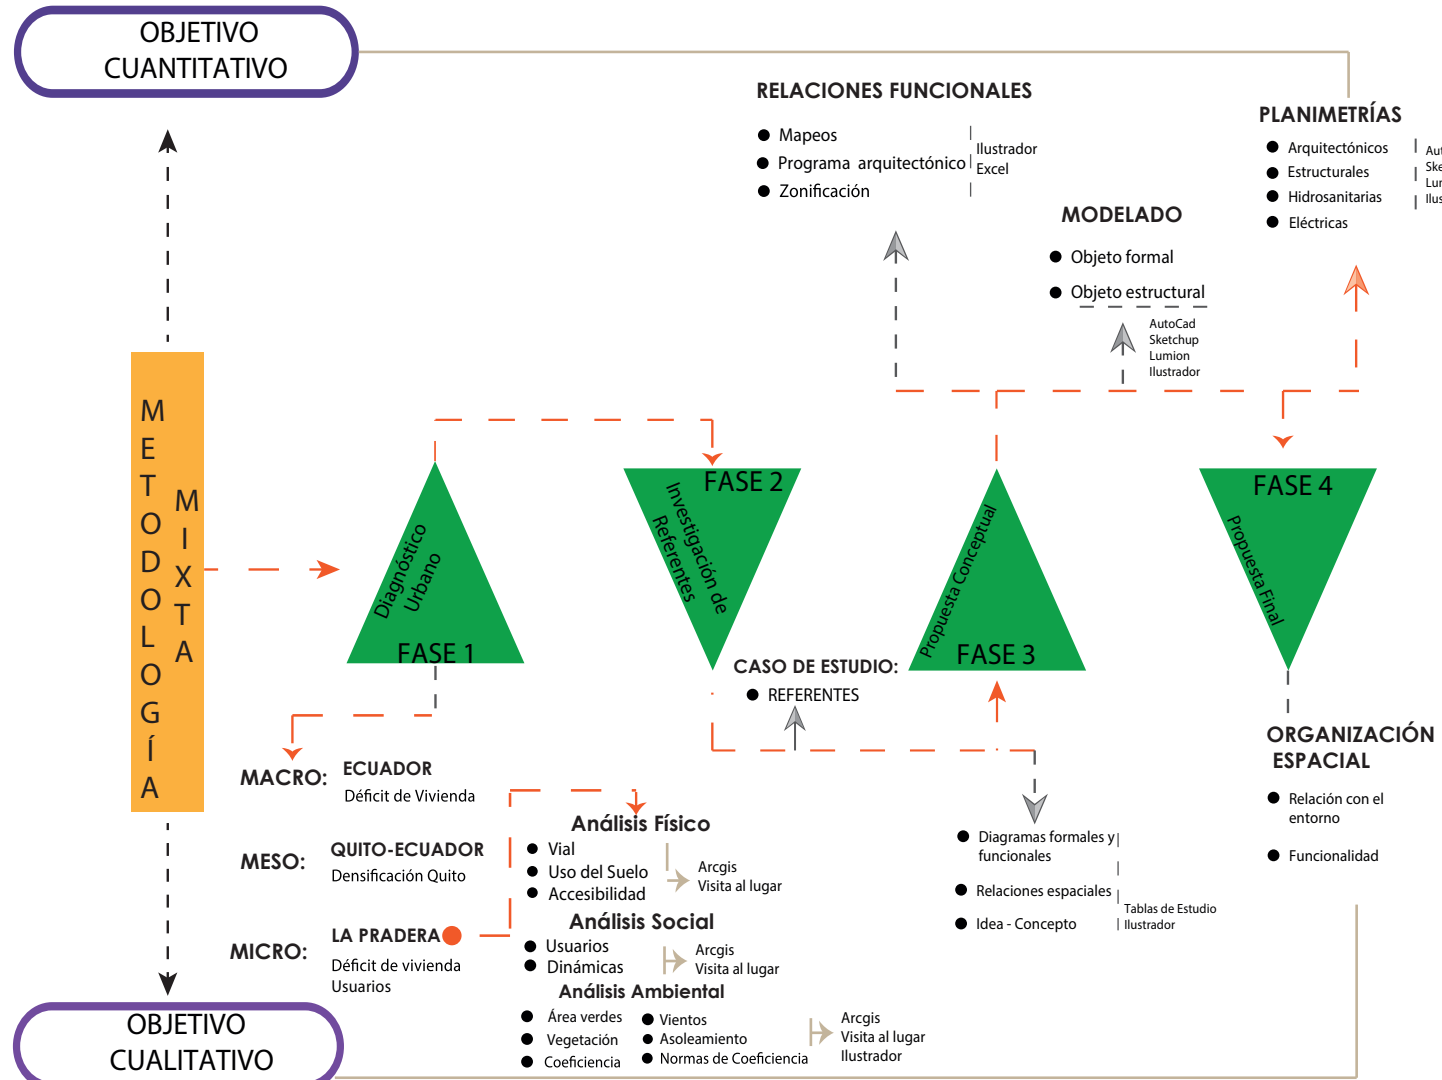 OBJETIVO
CUANTITATIVO
RELACIONES FUNCIONALES
Mapeos
Programa arquitectónico
Zonificación
Ilustrador
Excel
MODELADO
Objeto formal
Objeto estructural
AutoCad
Sketchup
Lumion
Ilustrador
PLANIMETRÍAS
Arquitectónicos
Estructurales
Hidrosanitarias
Eléctricas
METODOLOGÍA
MIXTA
Diagnóstico
Urbano
FASE 1
FASE 2
Investigación de
Referentes
Propuesta Conceptual
FASE 3
FASE 4
Propuesta Final
CASO DE ESTUDIO:
REFERENTES
MACRO:
ECUADOR
Déficit de Vivienda
MESO:
QUITO-ECUADOR
Densificación Quito
MICRO:
LA PRADERA
Déficit de vivienda
Usuarios
Análisis Físico
Vial
Uso del Suelo
Accesibilidad
Arcgis
Visita al lugar
Análisis Social
Usuarios
Dinámicas
Arcgis
Visita al lugar
Análisis Ambiental
Área verdes
Vegetación
Coeficiencia
Vientos
Asoleamiento
Normas de Coeficiencia
Arcgis
Visita al lugar
Ilustrador
Diagramas formales y
funcionales
Relaciones espaciales
Idea - Concepto
Tablas de Estudio
Ilustrador
ORGANIZACIÓN
ESPACIAL
Relación con el
entorno
Funcionalidad
OBJETIVO
CUALITATIVO